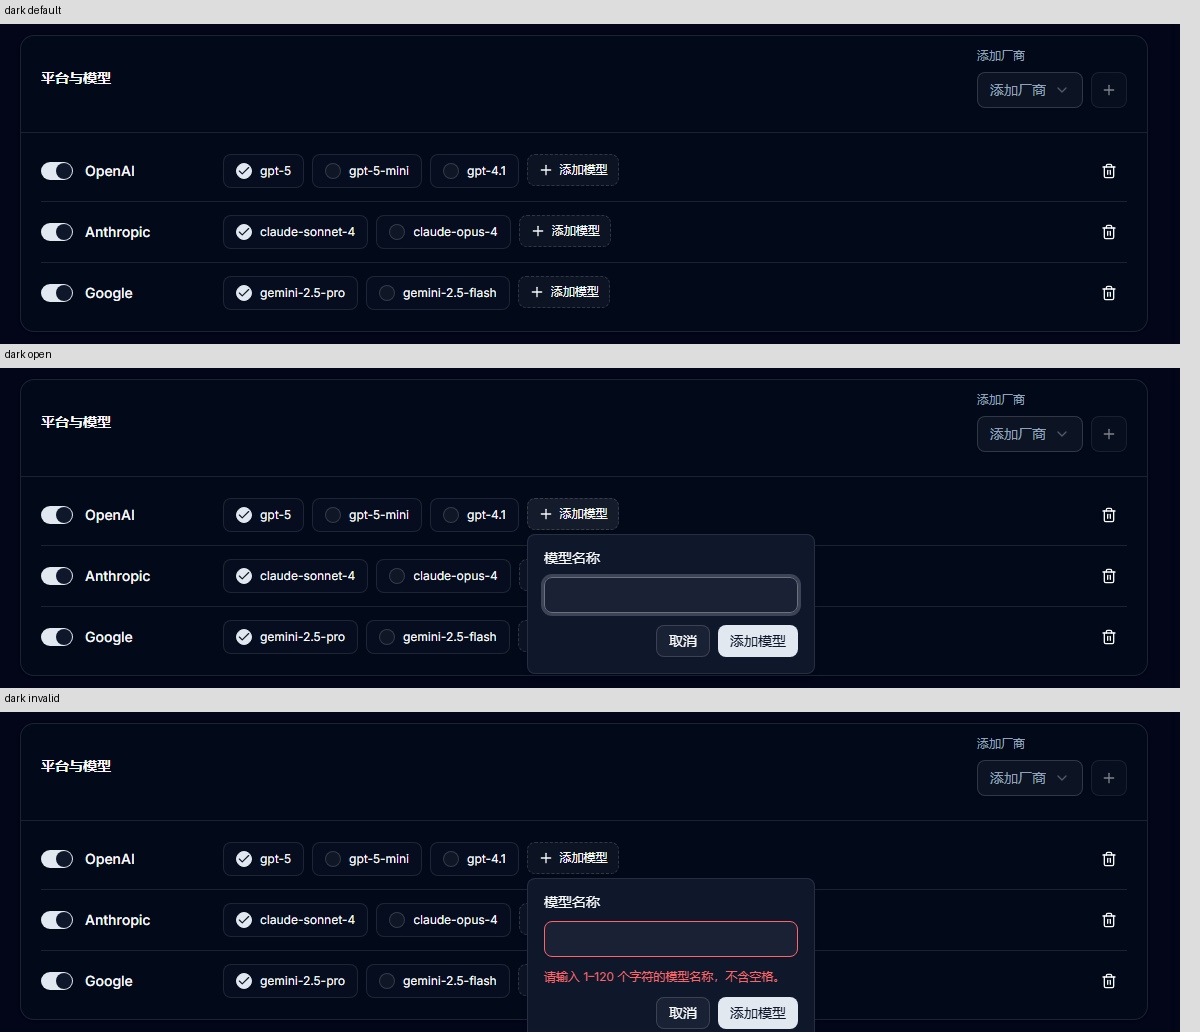 dark default
添加厂商
平台与模型
添加厂商
OpenAI gpt-5 gpt-5-mini gpt-4.1 添加模型
Anthropic claude-sonnet-4 claude-opus-4 添加模型
Google gemini-2.5-pro gemini-2.5-flash 添加模型
dark open
添加厂商
平台与模型
添加厂商
OpenAI gpt-5 gpt-5-mini gpt-4.1 添加模型
模型名称
Anthropic claude-sonnet-4 claude-opus-4
Google gemini-2.5-pro gemini-2.5-flash
取消 添加模型
dark invalid
添加厂商
平台与模型
添加厂商
OpenAI gpt-5 gpt-5-mini gpt-4.1 添加模型
模型名称
Anthropic claude-sonnet-4 claude-opus-4
请输入 1–120 个字符的模型名称，不含空格。
Google gemini-2.5-pro gemini-2.5-flash
取消 添加模型